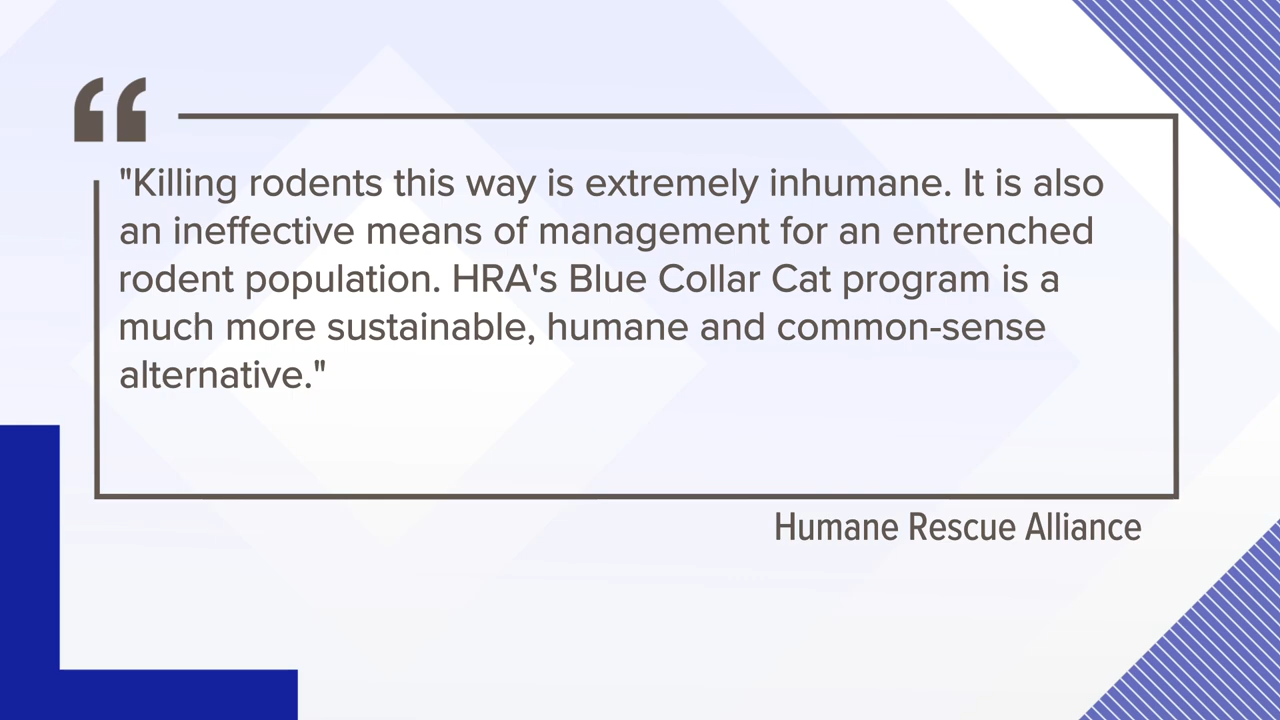 "Killing rodents this way is extremely inhumane. It is also
an ineffective means of management for an entrenched
rodent population. HRA's Blue Collar Cat program is a
much more sustainable, humane and common-sense
alternative."
Humane Rescue Alliance